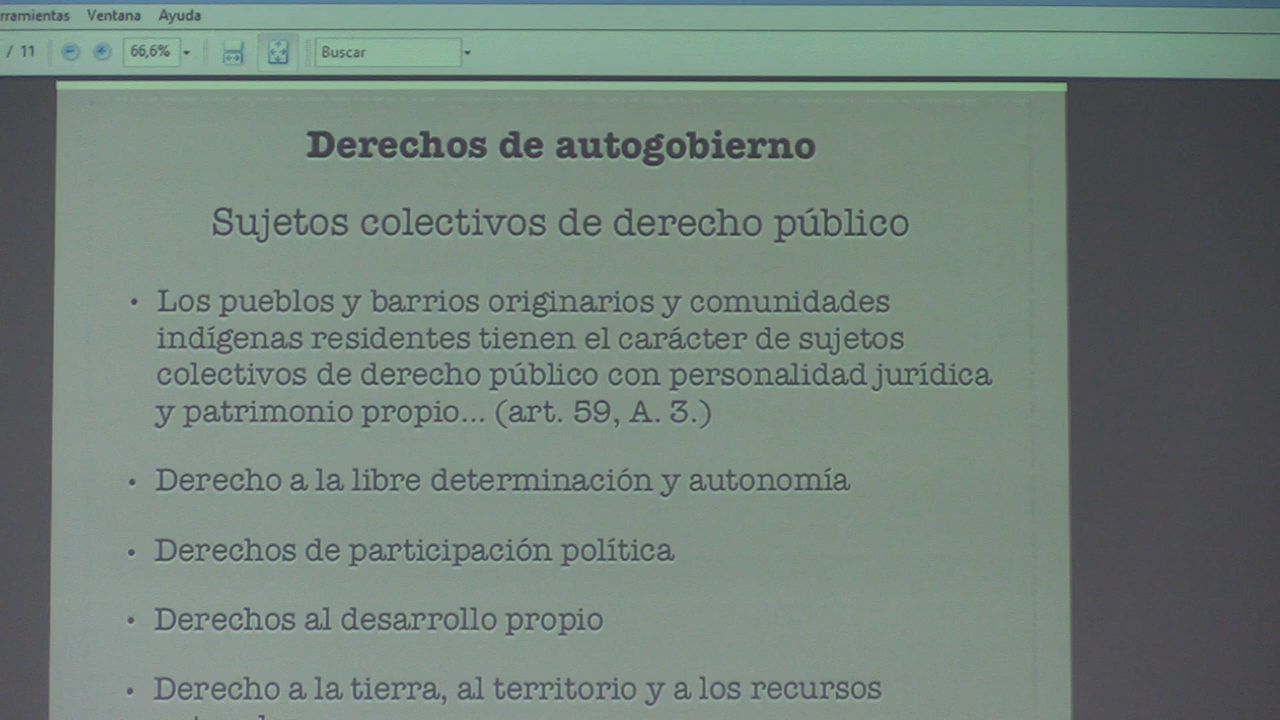 Ventana Ayuda
/ 11 66,6% Buscar
Derechos de autogobierno
Sujetos colectivos de derecho público
• Los pueblos y barrios originarios y comunidades
indígenas residentes tienen el carácter de sujetos
colectivos de derecho público con personalidad jurídica
y patrimonio propio... (art. 59, A. 3.)
• Derecho a la libre determinación y autonomía
• Derechos de participación política
• Derechos al desarrollo propio
• Derecho a la tierra, al territorio y a los recursos